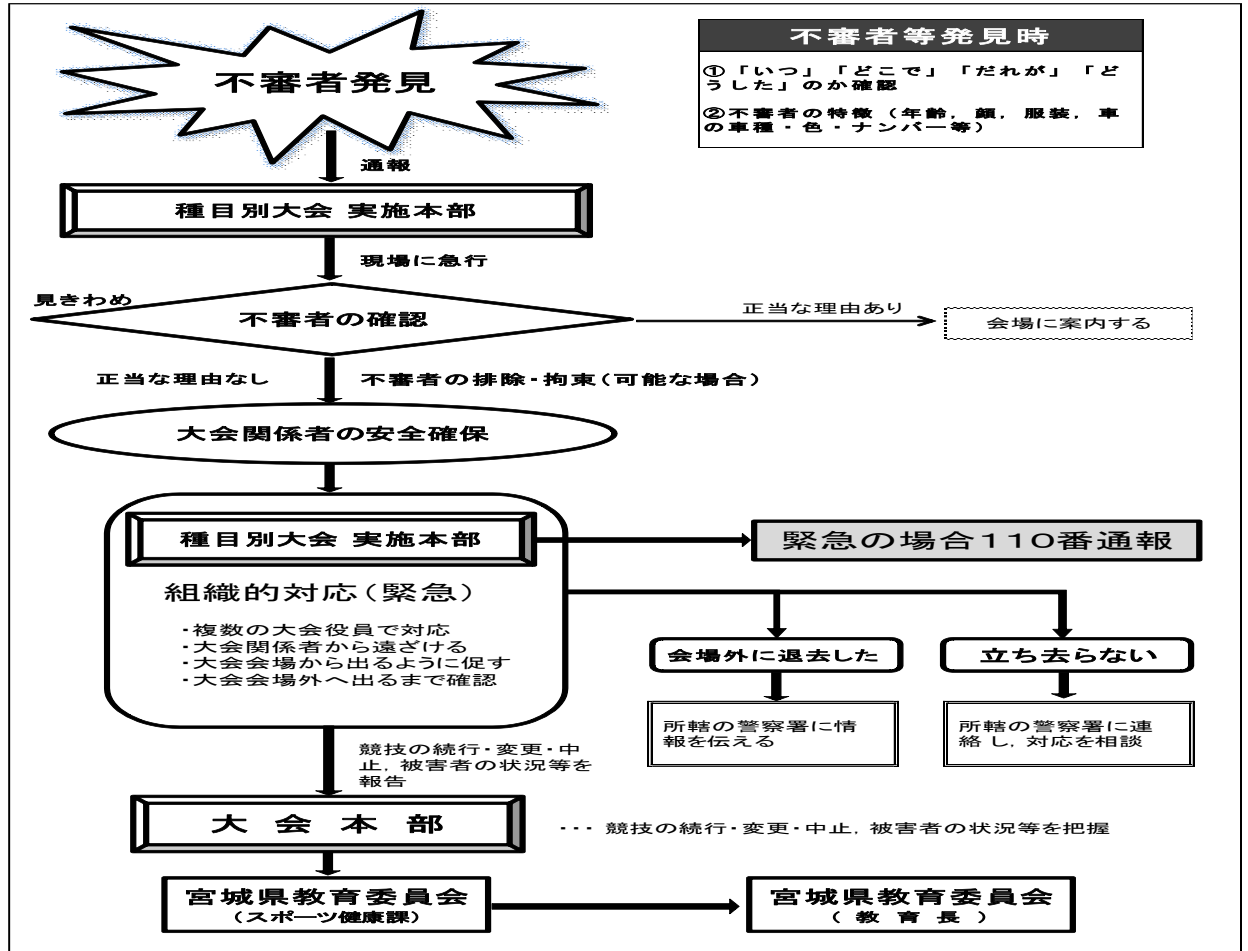 不審者発見
不審者等発見時
①「いつ」「どこで」「だれが」「ど
うした」のか確認
②不審者の特徴（年齢，顔，服装，車
の車種・色・ナンバー等）
通報
種目別大会 実施本部
現場に急行
見きわめ
不審者の確認
正当な理由あり
会場に案内する
正当な理由なし
不審者の排除・拘束（可能な場合）
大会関係者の安全確保
種目別大会 実施本部
緊急の場合110番通報
組織的対応（緊急）
・複数の大会役員で対応
・大会関係者から遠ざける
・大会会場から出るように促す
・大会会場外へ出るまで確認
会場外に退去した
立ち去らない
所轄の警察署に情
報を伝える
所轄の警察署に連
絡し，対応を相談
競技の続行・変更・中
止，被害者の状況等を
報告
大 会 本 部
・・・ 競技の続行・変更・中止，被害者の状況等を把握
宮城県教育委員会
（スポーツ健康課）
宮城県教育委員会
（ 教 育 長 ）